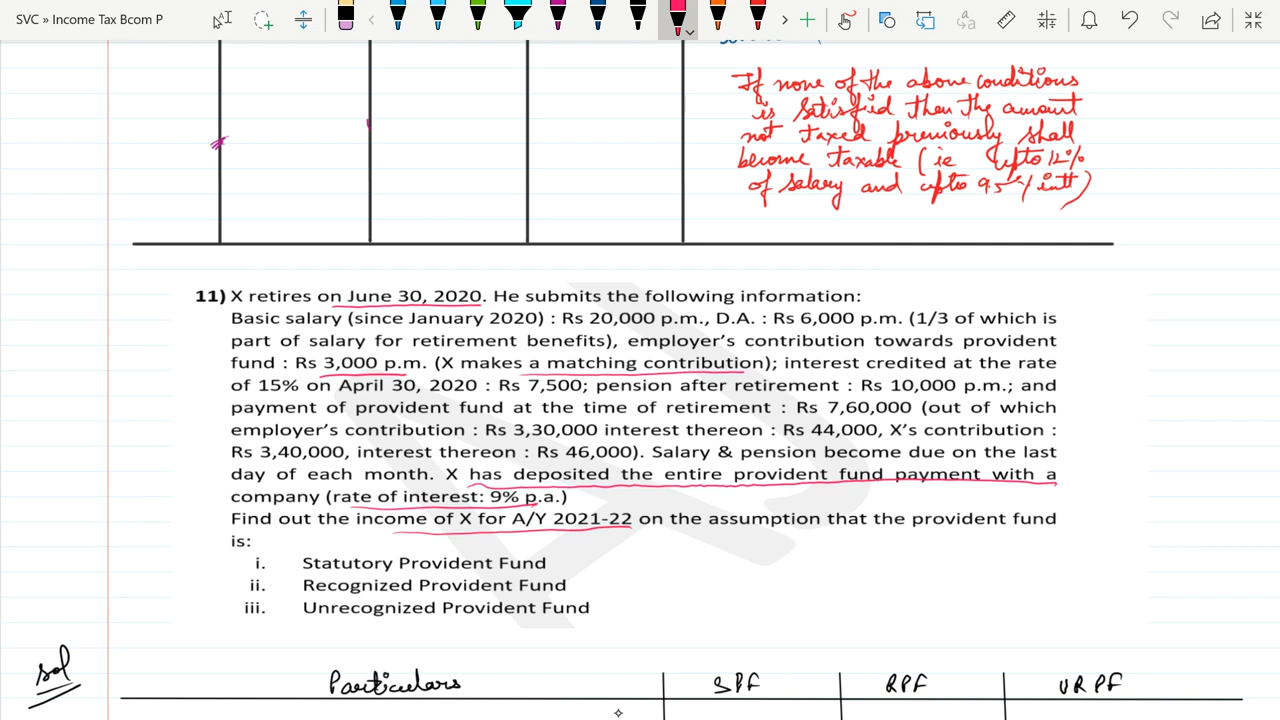 SVC » Income Tax Bcom P
If none of the above conditions
is satisfied then the amount
not taxed previously shall
become taxable (ie upto 12%
of salary and upto 9.5% intt)
11) X retires on June 30, 2020. He submits the following information:
Basic salary (since January 2020) : Rs 20,000 p.m., D.A. : Rs 6,000 p.m. (1/3 of which is
part of salary for retirement benefits), employer's contribution towards provident
fund : Rs 3,000 p.m. (X makes a matching contribution); interest credited at the rate
of 15% on April 30, 2020 : Rs 7,500; pension after retirement : Rs 10,000 p.m.; and
payment of provident fund at the time of retirement : Rs 7,60,000 (out of which
employer's contribution : Rs 3,30,000 interest thereon : Rs 44,000, X's contribution :
Rs 3,40,000, interest thereon : Rs 46,000). Salary & pension become due on the last
day of each month. X has deposited the entire provident fund payment with a
company (rate of interest: 9% p.a.)
Find out the income of X for A/Y 2021-22 on the assumption that the provident fund
is:
i. Statutory Provident Fund
ii. Recognized Provident Fund
iii. Unrecognized Provident Fund
Sol
Particulars SPF RPF URPF